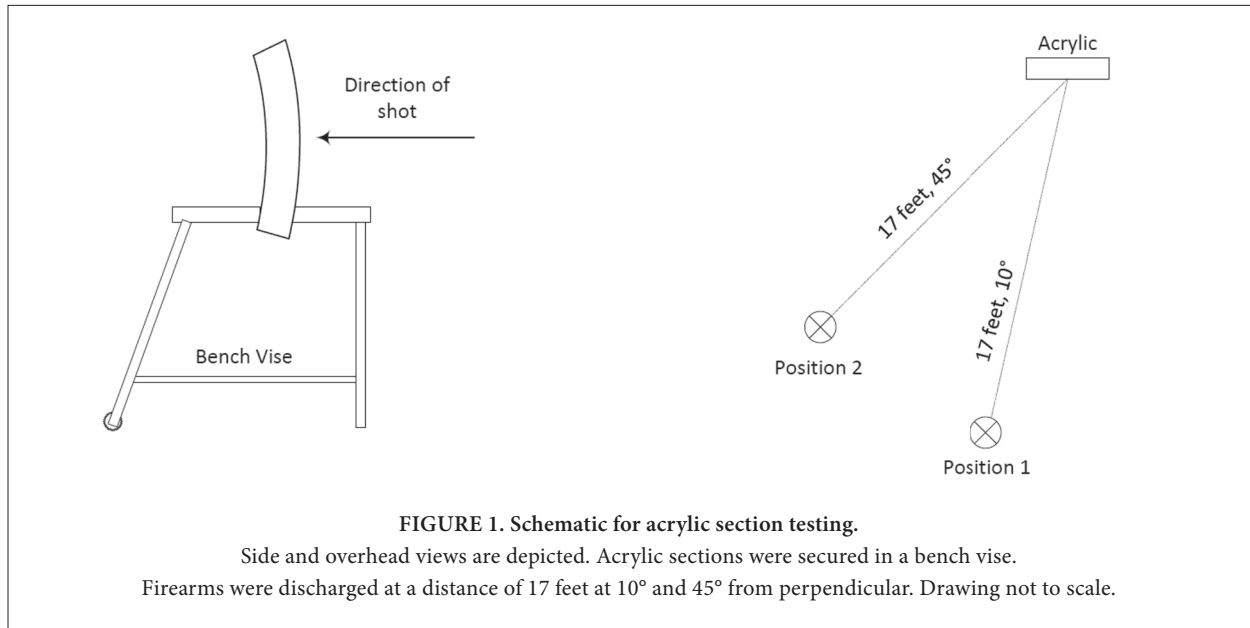 Direction of
shot
Bench Vise
Acrylic
17 feet, 45°
17 feet, 10°
Position 2
Position 1
FIGURE 1. Schematic for acrylic section testing.
Side and overhead views are depicted. Acrylic sections were secured in a bench vise.
Firearms were discharged at a distance of 17 feet at 10° and 45° from perpendicular. Drawing not to scale.